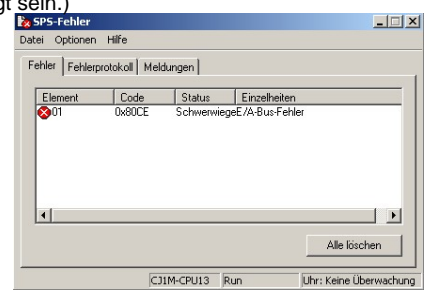 gt sein.)
SPS-Fehler
Datei Optionen Hilfe
Fehler Fehlerprotokoll Meldungen
Element Code Status Einzelheiten
01 0x80CE SchwerwiegeE/A-Bus-Fehler
Alle löschen
CJ1M-CPU13 Run Uhr: Keine Überwachung